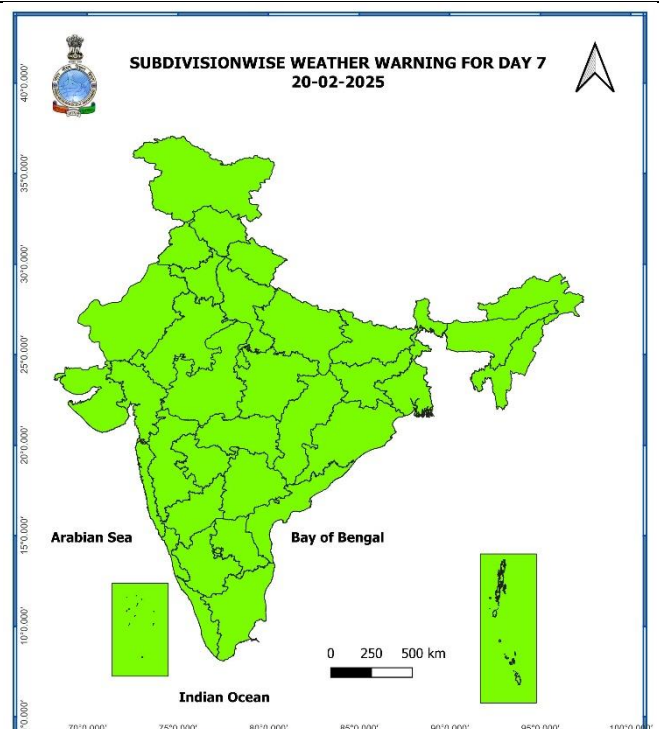 SUBDIVISIONWISE WEATHER WARNING FOR DAY 7
20-02-2025
40°0.000'
35°0.000'
30°0.000'
25°0.000'
20°0.000'
15°0.000'
10°0.000'
Arabian Sea
Bay of Bengal
0 250 500 km
Indian Ocean
70°0.000' 75°0.000' 80°0.000' 85°0.000' 90°0.000' 95°0.000'